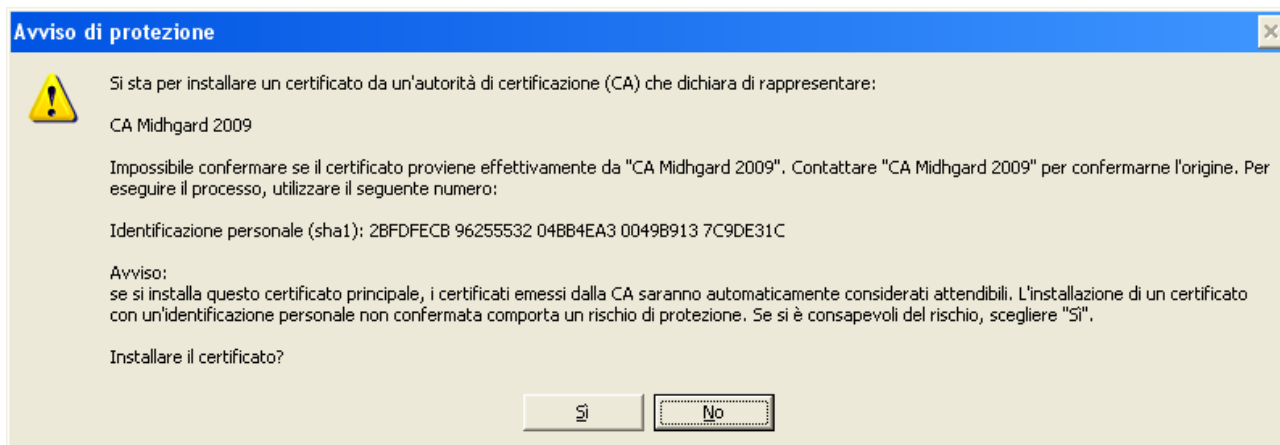 Avviso di protezione
Si sta per installare un certificato da un'autorità di certificazione (CA) che dichiara di rappresentare:
CA Midhgard 2009
Impossibile confermare se il certificato proviene effettivamente da "CA Midhgard 2009". Contattare "CA Midhgard 2009" per confermarne l'origine. Per
eseguire il processo, utilizzare il seguente numero:
Identificazione personale (sha1): 2BFDFECB 96255532 04BB4EA3 0049B913 7C9DE31C
Avviso:
se si installa questo certificato principale, i certificati emessi dalla CA saranno automaticamente considerati attendibili. L'installazione di un certificato
con un'identificazione personale non confermata comporta un rischio di protezione. Se si è consapevoli del rischio, scegliere "Sì".
Installare il certificato?
Sì
No